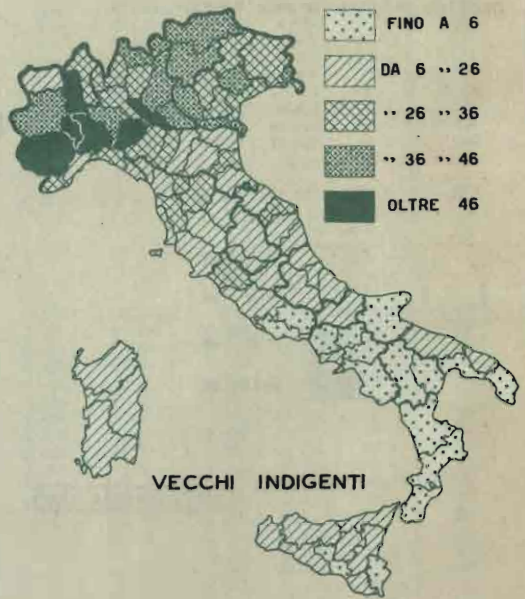 FINO A 6
DA 6 " 26
" 26 " 36
" 36 " 46
OLTRE 46
VECCHI INDIGENTI